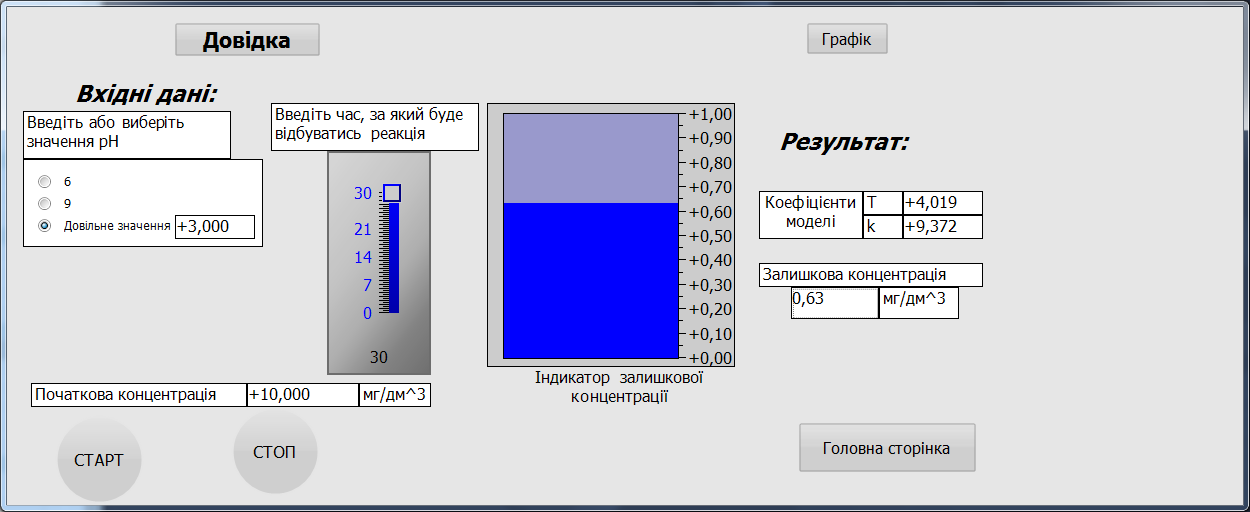 Довідка
Графік
Вхідні дані:
Введіть або виберіть
значення pH
6
9
Довільне значення +3,000
Введіть час, за який буде
відбуватись реакція
30
21
14
7
0
30
Початкова концентрація +10,000 мг/дм^3
СТАРТ
СТОП
+1,00
+0,90
+0,80
+0,70
+0,60
+0,50
+0,40
+0,30
+0,20
+0,10
+0,00
Індикатор залишкової
концентрації
Результат:
Коефіцієнти
моделі
T +4,019
k +9,372
Залишкова концентрація
0,63 мг/дм^3
Головна сторінка